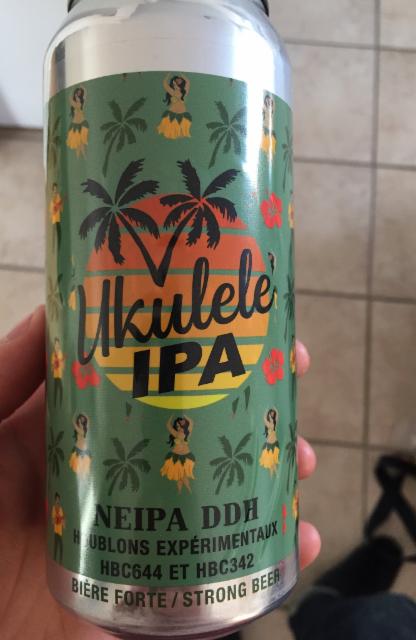 Ukulele
IPA
NEIPA DDH
HOUBLONS EXPÉRIMENTAUX
HBC644 ET HBC342
BIÈRE FORTE / STRONG BEER